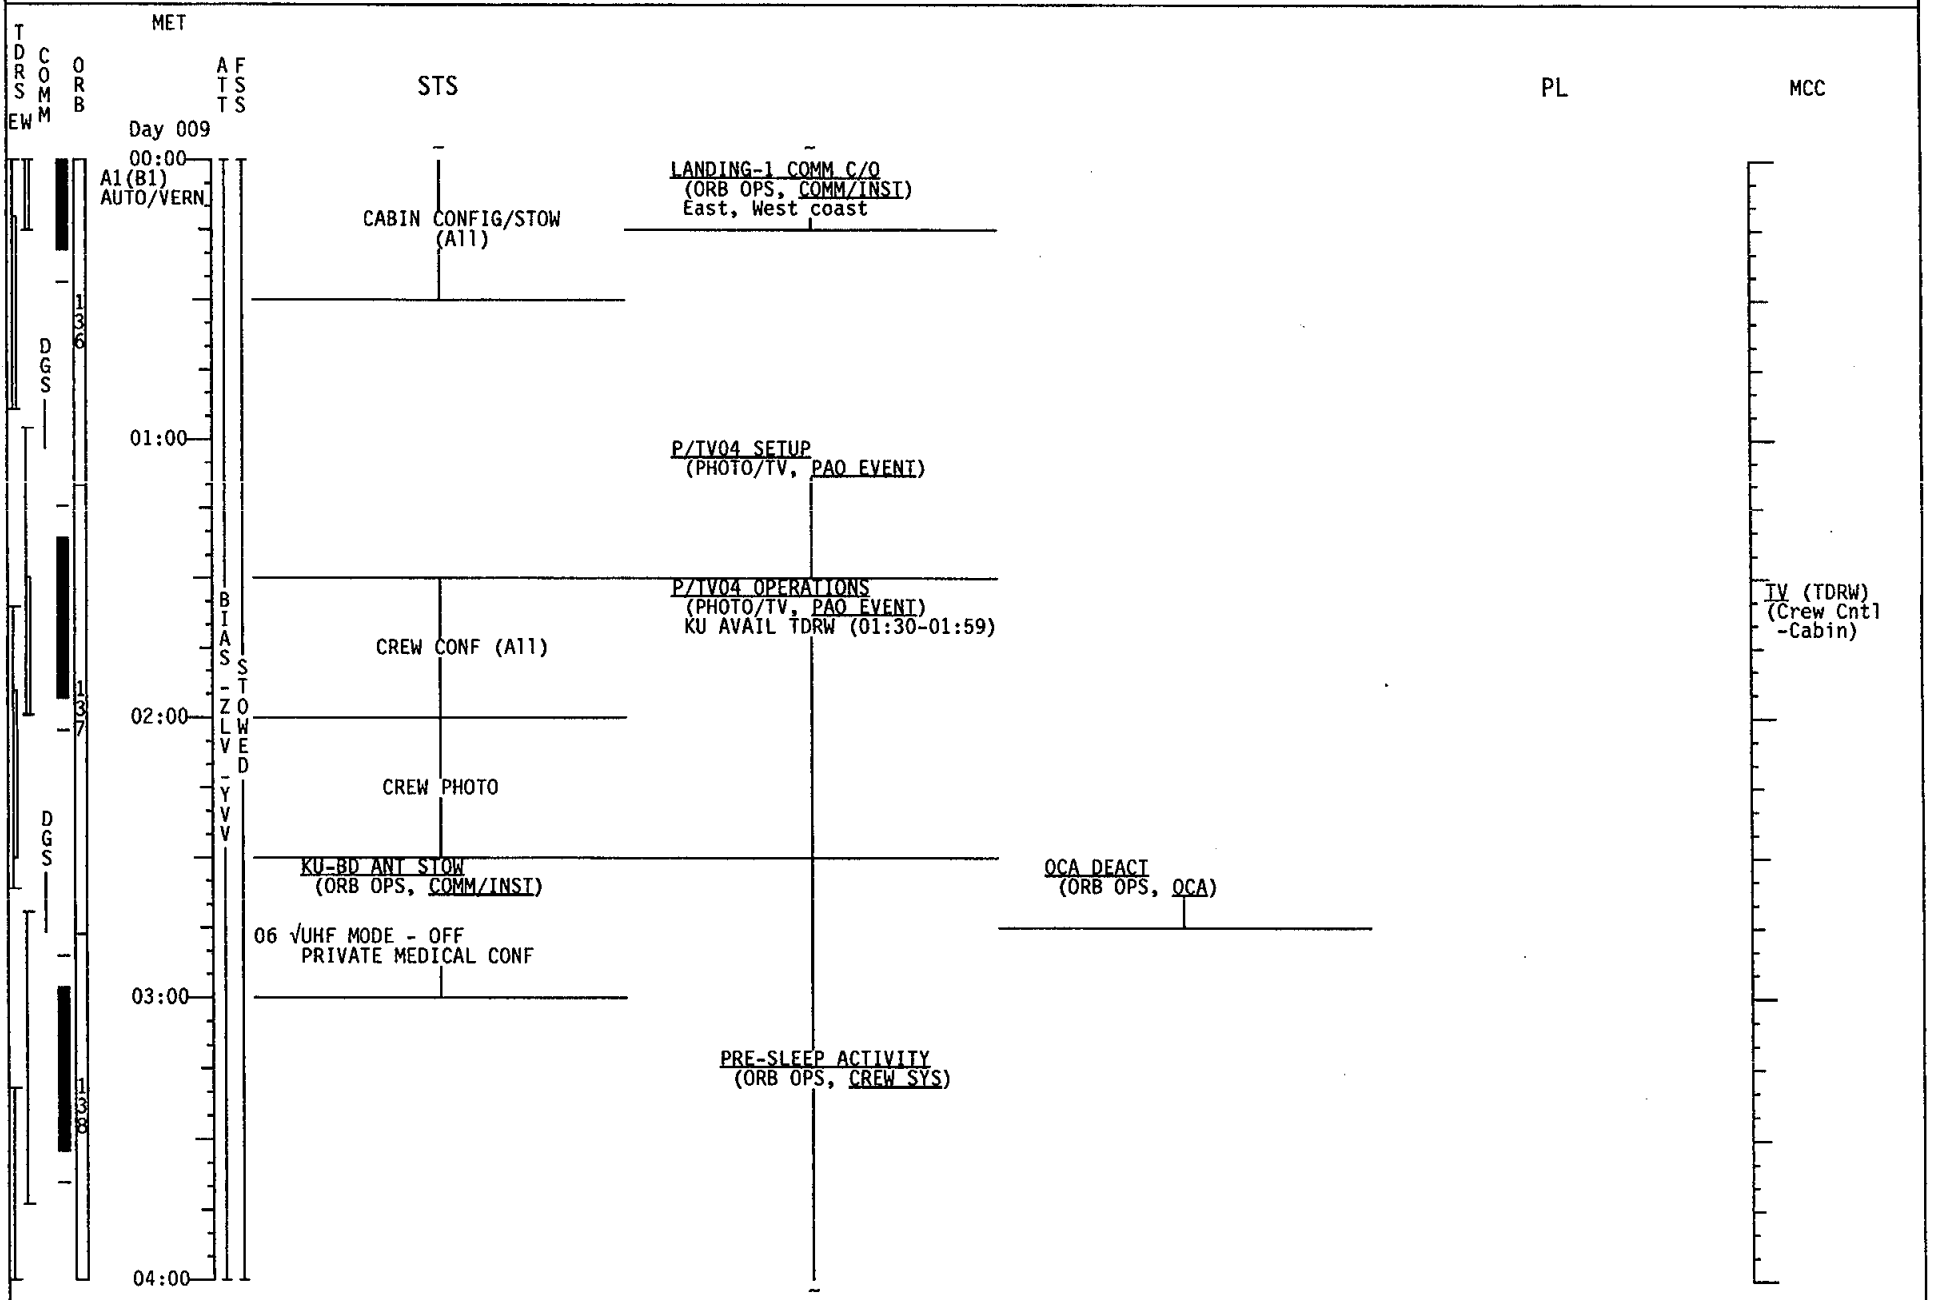 MET
TDRS
EW
COMM
ORB
ATT
FSS
STS
PL
MCC
Day 009
00:00
A1(B1)
AUTO/VERN
CABIN CONFIG/STOW
(All)
LANDING-1 COMM C/O
(ORB OPS, COMM/INST)
East, West coast
136
DGS
01:00
P/TV04 SETUP
(PHOTO/TV, PAO EVENT)
BIAS -ZLV -YVV
STOWED
P/TV04 OPERATIONS
(PHOTO/TV, PAO EVENT)
KU AVAIL TDRW (01:30-01:59)
TV (TDRW)
(Crew Cntl
-Cabin)
CREW CONF (All)
137
02:00
CREW PHOTO
DGS
KU-BD ANT STOW
(ORB OPS, COMM/INST)
OCA DEACT
(ORB OPS, OCA)
06 √UHF MODE - OFF
PRIVATE MEDICAL CONF
03:00
PRE-SLEEP ACTIVITY
(ORB OPS, CREW SYS)
138
04:00